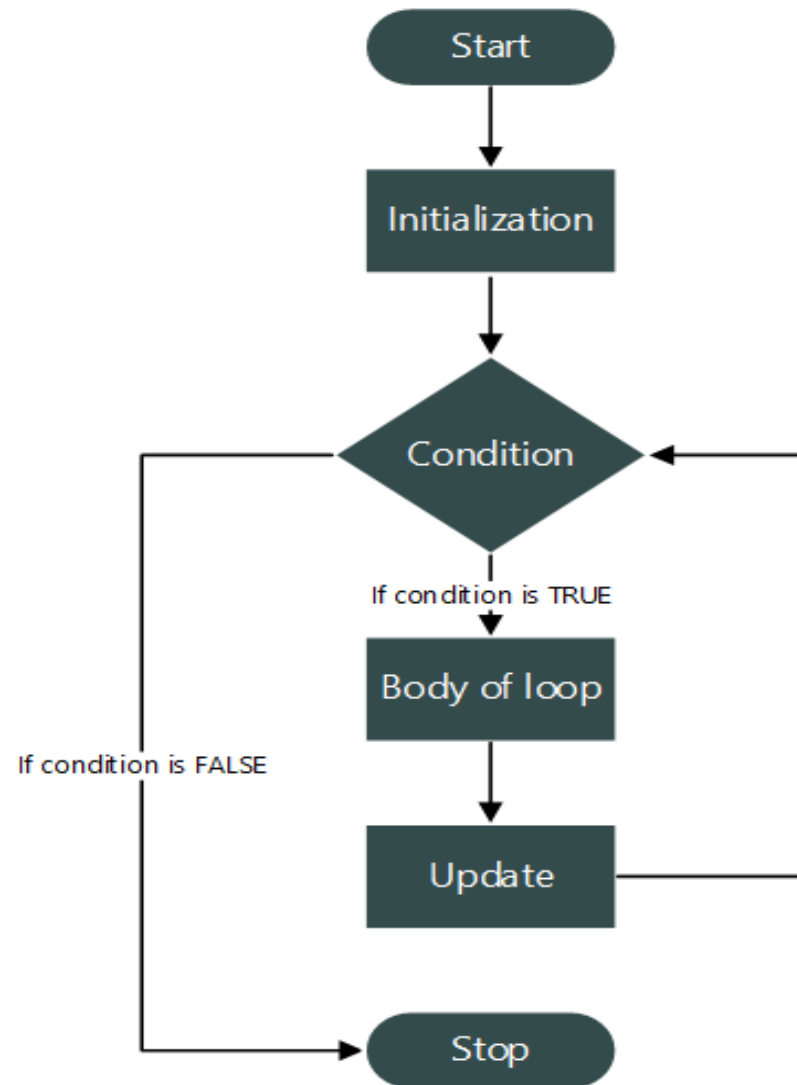 Start
Initialization
Condition
If condition is TRUE
Body of loop
If condition is FALSE
Update
Stop